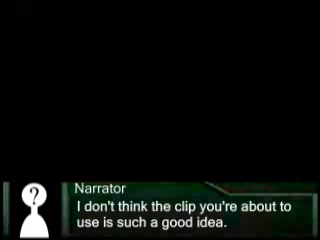 ?
Narrator
I don't think the clip you're about to
use is such a good idea.